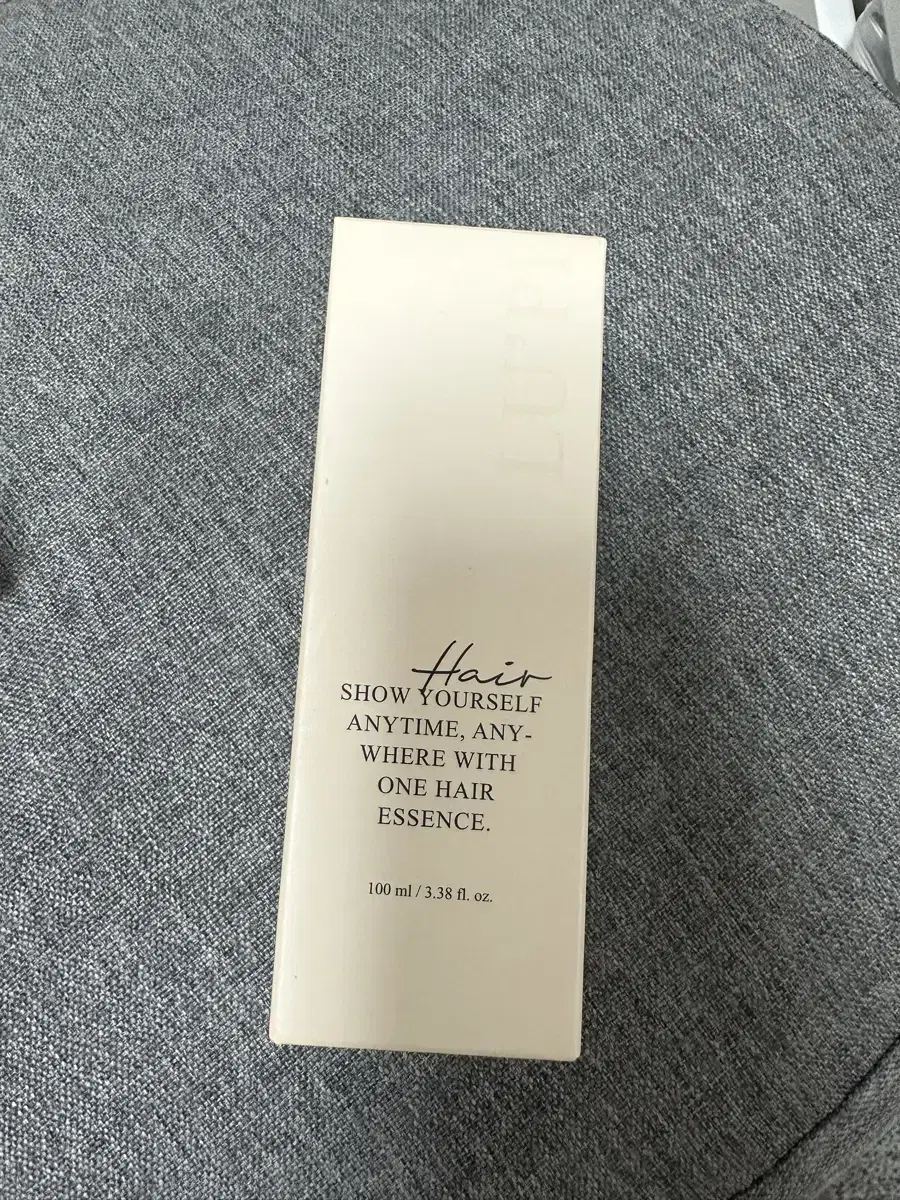 Hair
SHOW YOURSELF
ANYTIME, ANY-
WHERE WITH
ONE HAIR
ESSENCE.
100 ml / 3.38 fl. oz.